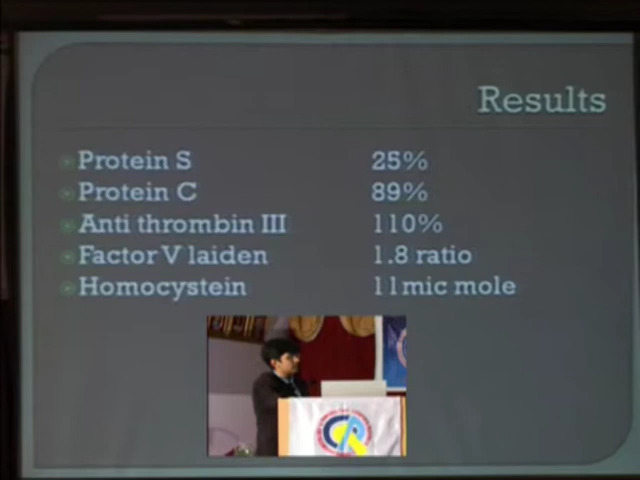 Results
Protein S 25%
Protein C 89%
Anti thrombin III 110%
Factor V laiden 1.8 ratio
Homocystein 11mic mole